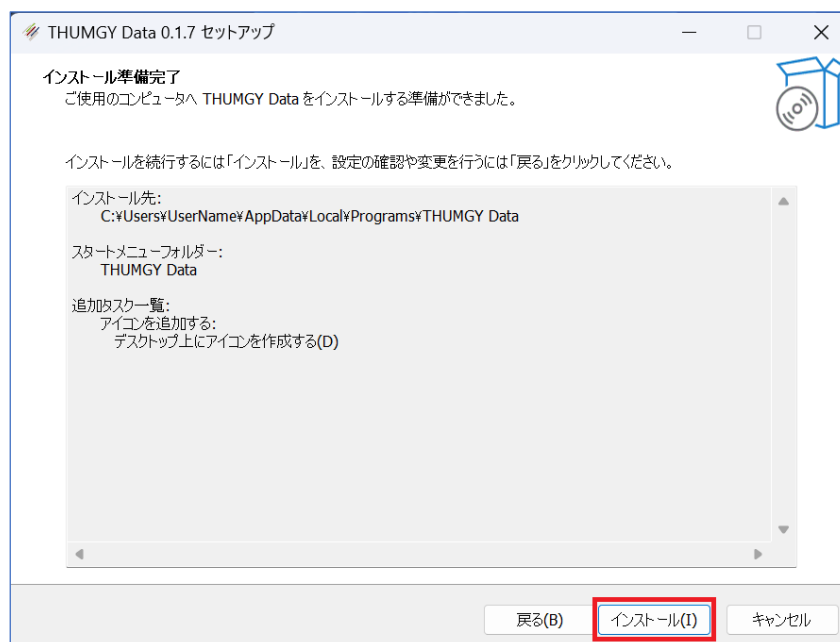 THUMGY Data 0.1.7 セットアップ
インストール準備完了
ご使用のコンピュータへ THUMGY Data をインストールする準備ができました。
インストールを続行するには「インストール」を、設定の確認や変更を行うには「戻る」をクリックしてください。
インストール先:
C:¥Users¥UserName¥AppData¥Local¥Programs¥THUMGY Data
スタートメニューフォルダー:
THUMGY Data
追加タスク一覧:
アイコンを追加する:
デスクトップ上にアイコンを作成する(D)
戻る(B) インストール(I) キャンセル